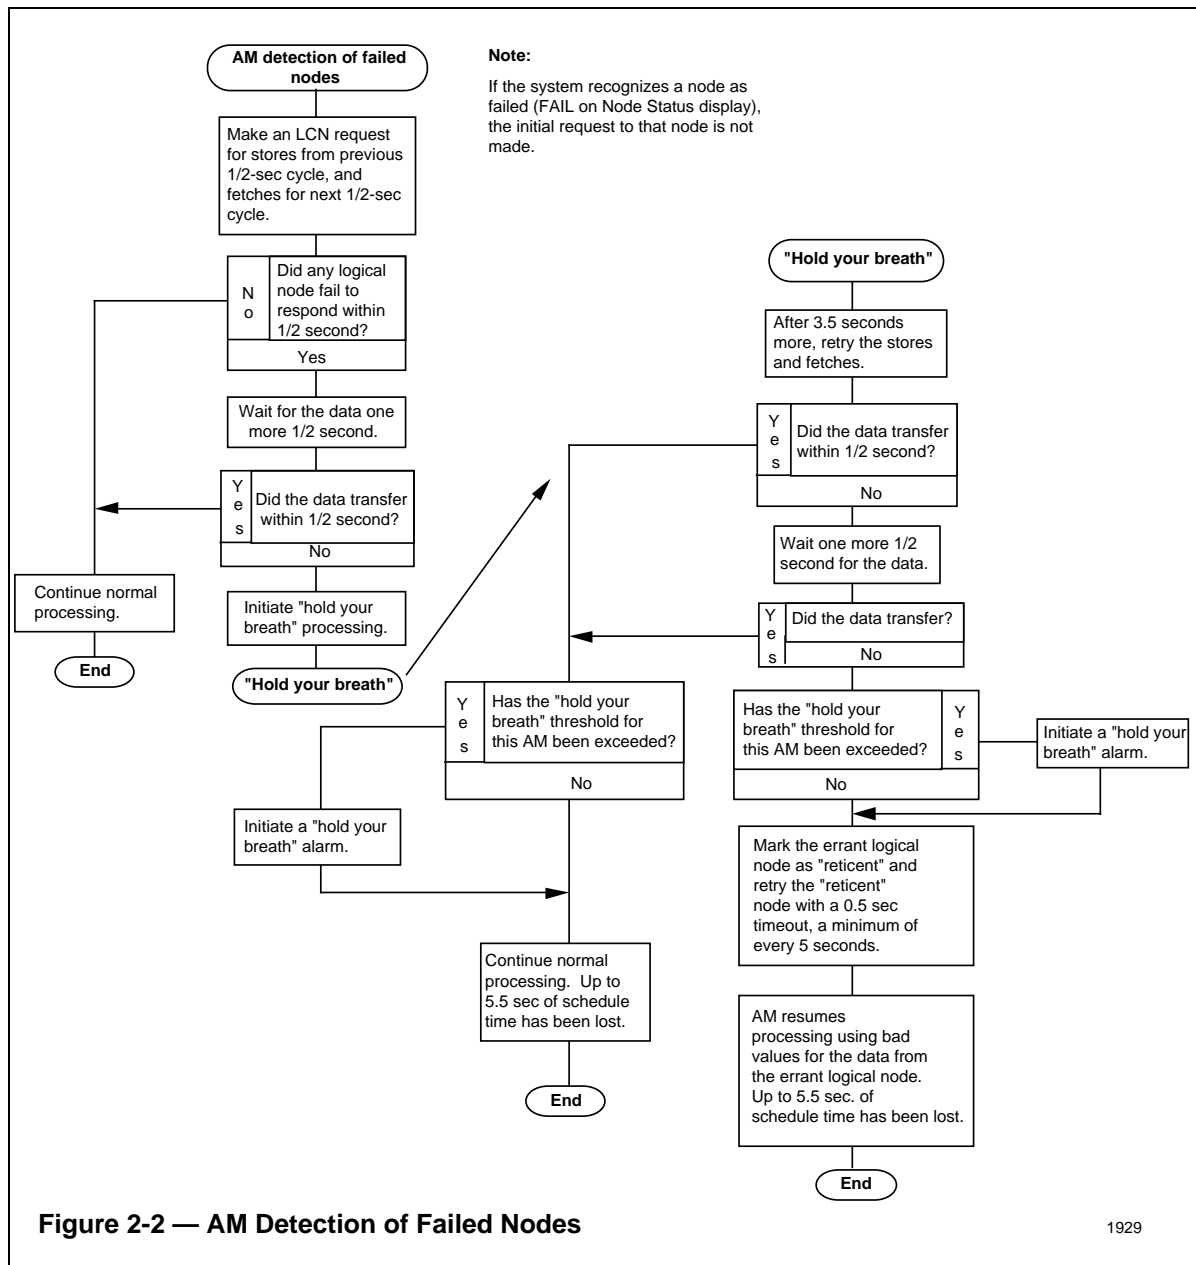 AM detection of failed
nodes
Note:
If the system recognizes a node as
failed (FAIL on Node Status display),
the initial request to that node is not
made.
Make an LCN request
for stores from previous
1/2-sec cycle, and
fetches for next 1/2-sec
cycle.
No
Did any logical
node fail to
respond within
1/2 second?
Yes
Wait for the data one
more 1/2 second.
Yes
Did the data transfer
within 1/2 second?
No
Continue normal
processing.
End
Initiate "hold your
breath" processing.
"Hold your breath"
"Hold your breath"
After 3.5 seconds
more, retry the stores
and fetches.
Yes
Did the data transfer
within 1/2 second?
No
Wait one more 1/2
second for the data.
Yes
Did the data transfer?
No
Yes
Has the "hold your
breath" threshold for
this AM been exceeded?
No
Initiate a "hold your
breath" alarm.
Continue normal
processing.  Up to
5.5 sec of schedule
time has been lost.
End
Has the "hold your
breath" threshold for
this AM been exceeded?
Yes
No
Initiate a "hold your
breath" alarm.
Mark the errant logical
node as "reticent" and
retry the "reticent"
node with a 0.5 sec
timeout, a minimum of
every 5 seconds.
AM resumes
processing using bad
values for the data from
the errant logical node.
Up to 5.5 sec. of
schedule time has been lost.
End
Figure 2-2 — AM Detection of Failed Nodes
1929